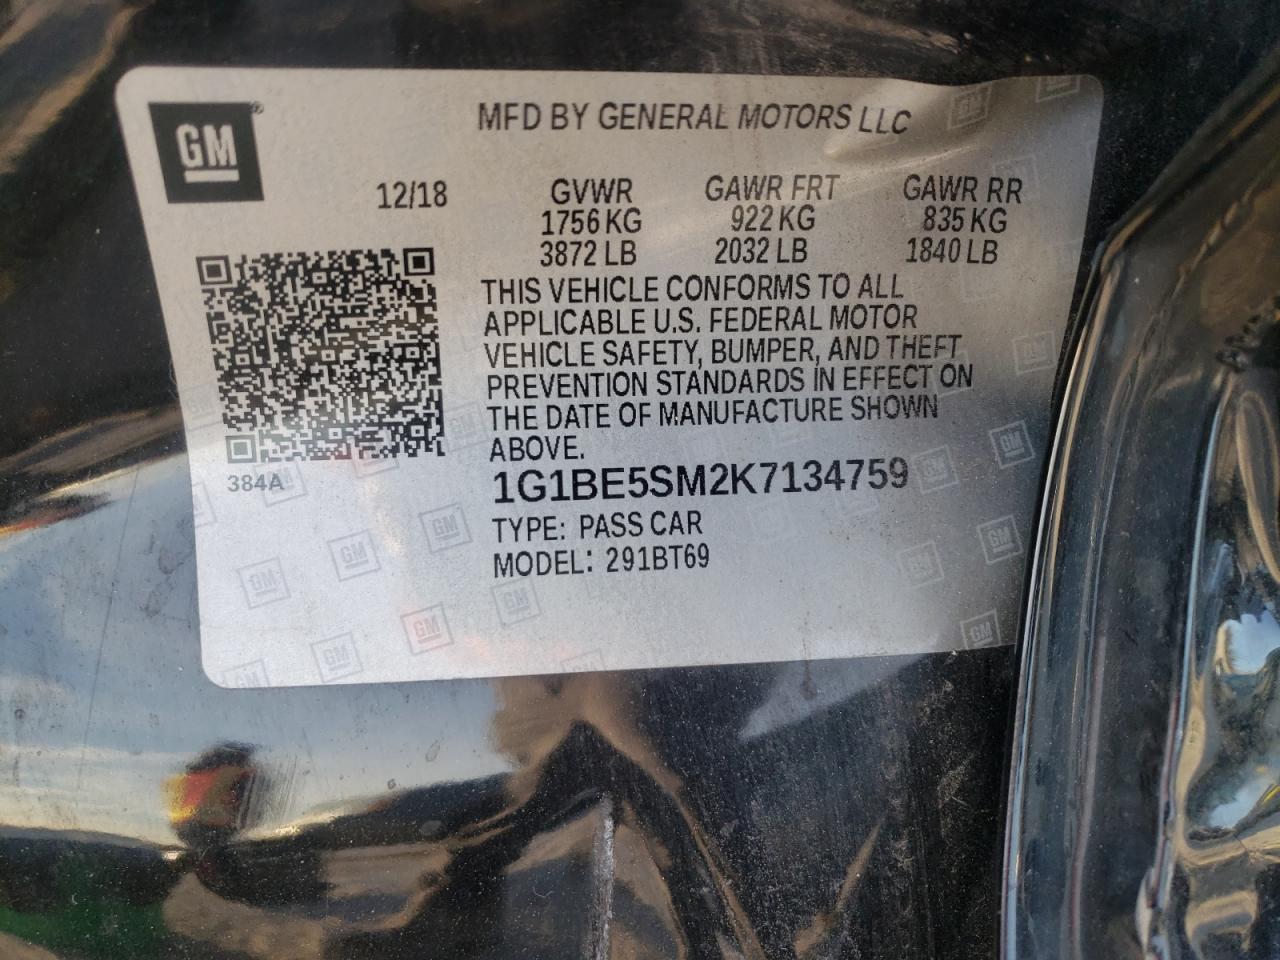 GM
MFD BY GENERAL MOTORS LLC
12/18
GVWR GAWR FRT GAWR RR
1756 KG 922 KG 835 KG
3872 LB 2032 LB 1840 LB
THIS VEHICLE CONFORMS TO ALL
APPLICABLE U.S. FEDERAL MOTOR
VEHICLE SAFETY, BUMPER, AND THEFT
PREVENTION STANDARDS IN EFFECT ON
THE DATE OF MANUFACTURE SHOWN
ABOVE.
384A
1G1BE5SM2K7134759
TYPE: PASS CAR
MODEL: 291BT69